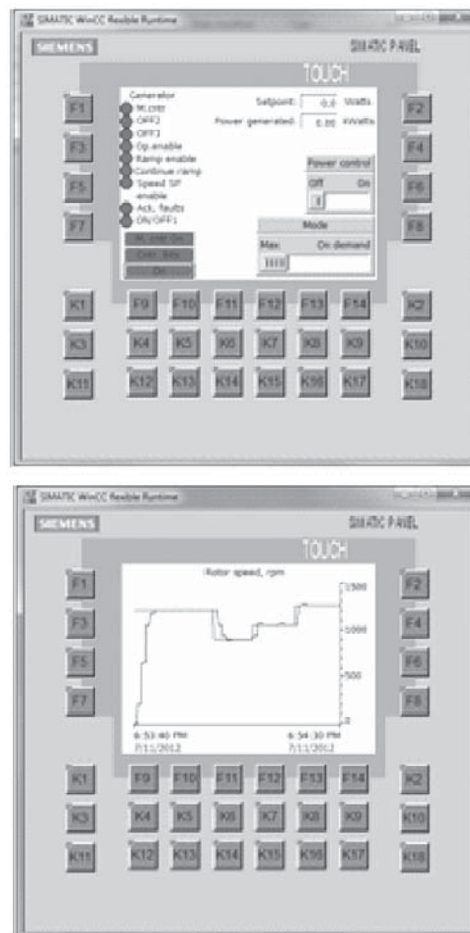 SIMATIC WinCC flexible Runtime
SIEMENS SIMATIC PANEL
TOUCH
F1 F2
F3 F4
F5 F6
F7 F8
Generator
M.cntr
OFF2
OFF3
Op.enable
Ramp enable
Continue ramp
Speed SP
enable
Ack. faults
ON/OFF1
M. cntr On
On
Setpoint: 0.0 Watts
Power generated: 0.00 kWatts
Power control
Off On
Mode
Max On demand
K1 F9 F10 F11 F12 F13 F14 K2
K3 K4 K5 K6 K7 K8 K9 K10
K11 K12 K13 K14 K15 K16 K17 K18
SIMATIC WinCC flexible Runtime
SIEMENS SIMATIC PANEL
TOUCH
F1 F2
F3 F4
F5 F6
F7 F8
Rotor speed, rpm
1500
1000
500
0
6:53:40 PM 6:54:30 PM
7/11/2012 7/11/2012
K1 F9 F10 F11 F12 F13 F14 K2
K3 K4 K5 K6 K7 K8 K9 K10
K11 K12 K13 K14 K15 K16 K17 K18